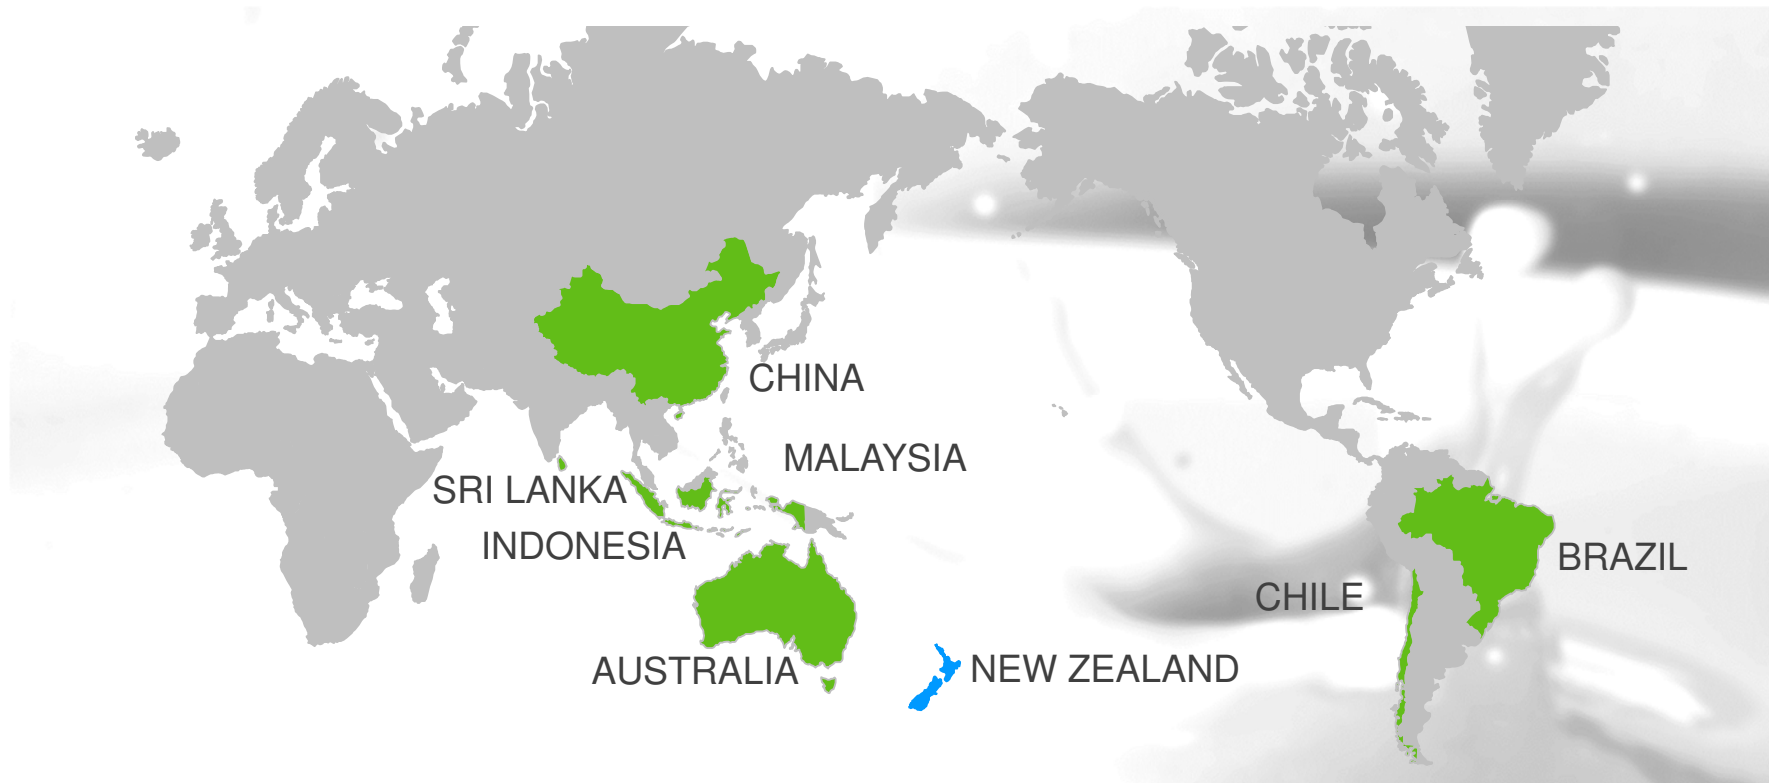 CHINA
MALAYSIA
SRI LANKA
INDONESIA
BRAZIL
CHILE
AUSTRALIA
NEW ZEALAND